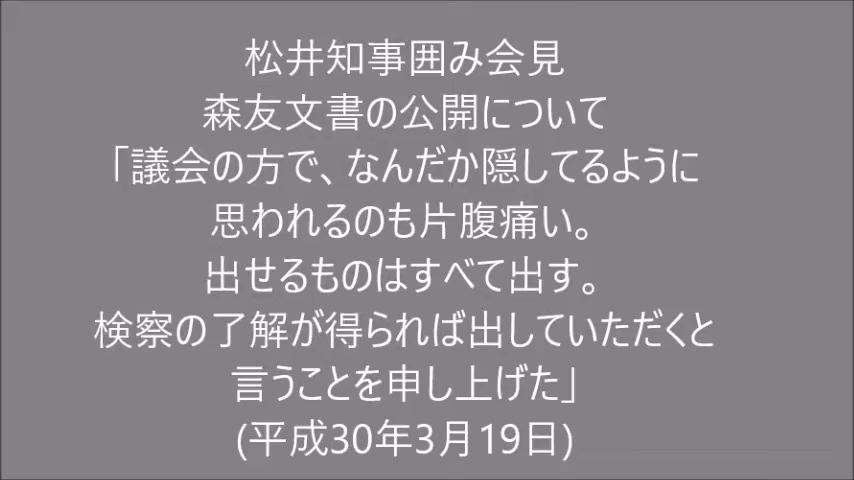 松井知事囲み会見
森友文書の公開について
「議会の方で、なんだか隠してるように
思われるのも片腹痛い。
出せるものはすべて出す。
検察の了解が得られれば出していただくと
言うことを申し上げた」
(平成30年3月19日)